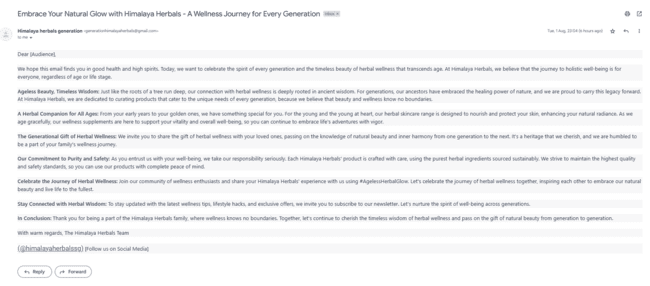 Embrace Your Natural Glow with Himalaya Herbals - A Wellness Journey for Every Generation
Himalaya herbals generation
to me
Dear [Audience],
We hope this email finds you in good health and high spirits. Today, we want to celebrate the spirit of every generation and the timeless beauty of herbal wellness that transcends age. At Himalaya Herbals, we believe that the journey to holistic well-being is for
everyone, regardless of age or life stage.
Ageless Beauty, Timeless Wisdom: Just like the roots of a tree run deep, our connection with herbal wellness is deeply rooted in ancient wisdom. For generations, our ancestors have embraced the healing power of nature, and we are proud to carry this legacy forward.
At Himalaya Herbals, we are dedicated to curating products that cater to the unique needs of every generation, because we believe that beauty and wellness know no boundaries.
A Herbal Companion for All Ages: From your early years to your golden ones, we have something special for you. For the young and the young at heart, our herbal skincare range is designed to nourish and protect your skin, enhancing your natural radiance. As we
age gracefully, our wellness supplements are here to support your vitality and overall well-being, so you can continue to embrace life's adventures with vigor.
The Generational Gift of Herbal Wellness: We invite you to share the gift of herbal wellness with your loved ones, passing on the knowledge of natural beauty and inner harmony from one generation to the next. It's a heritage that we cherish, and we are humbled to
be a part of your family's wellness journey.
Our Commitment to Purity and Safety: As you entrust us with your well-being, we take our responsibility seriously. Each Himalaya Herbals' product is crafted with care, using the purest herbal ingredients sourced sustainably. We strive to maintain the highest quality
and safety standards, so you can use our products with complete peace of mind.
Celebrate the Journey of Herbal Wellness: Join our community of wellness enthusiasts and share your Himalaya Herbals' experience with us using #AgelessHerbalGlow. Let's celebrate the journey of herbal wellness together, inspiring each other to embrace our natural
beauty and live life to the fullest.
Stay Connected with Herbal Wisdom: To stay updated with the latest wellness tips, lifestyle hacks, and exclusive offers, we invite you to subscribe to our newsletter. Let's nurture the spirit of well-being across generations.
In Conclusion: Thank you for being a part of the Himalaya Herbals family, where wellness knows no boundaries. Together, let's continue to cherish the timeless wisdom of herbal wellness and pass on the gift of natural beauty from generation to generation.
With warm regards, The Himalaya Herbals Team
[Follow us on Social Media]
Reply Forward